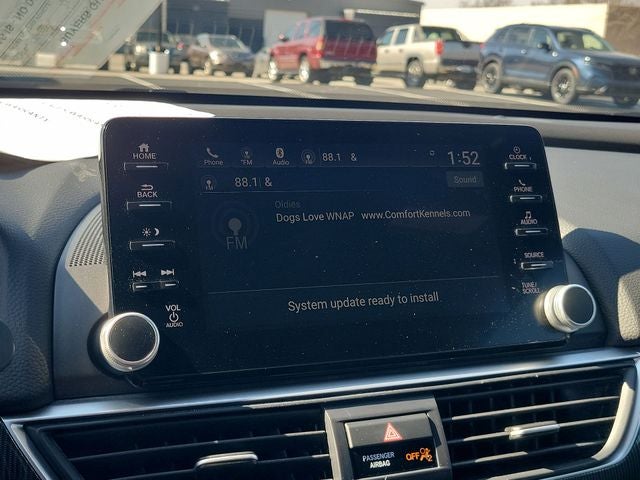 HOME
BACK
VOL
AUDIO
Phone
FM
Audio
88.1 &
1:52
88.1 &
Sound
Oldies
Dogs Love WNAP www.ComfortKennels.com
FM
System update ready to install
CLOCK
PHONE
AUDIO
SOURCE
TUNE/
SCROLL
PASSENGER
AIRBAG
OFF
2